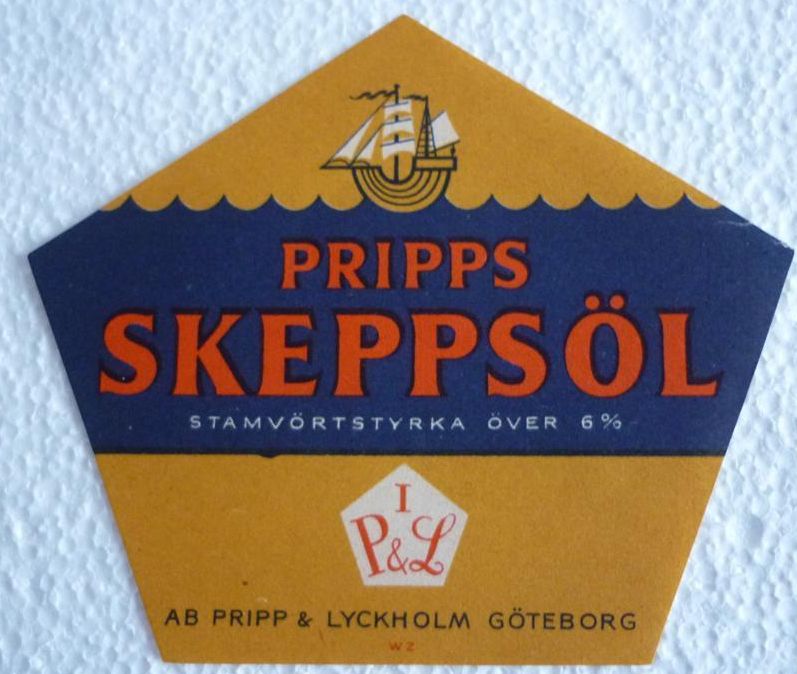 PRIPPS
SKEPPSÖL
STAMVÖRTSTYRKA ÖVER 6%
I
P&L
AB PRIPP & LYCKHOLM GÖTEBORG
WZ